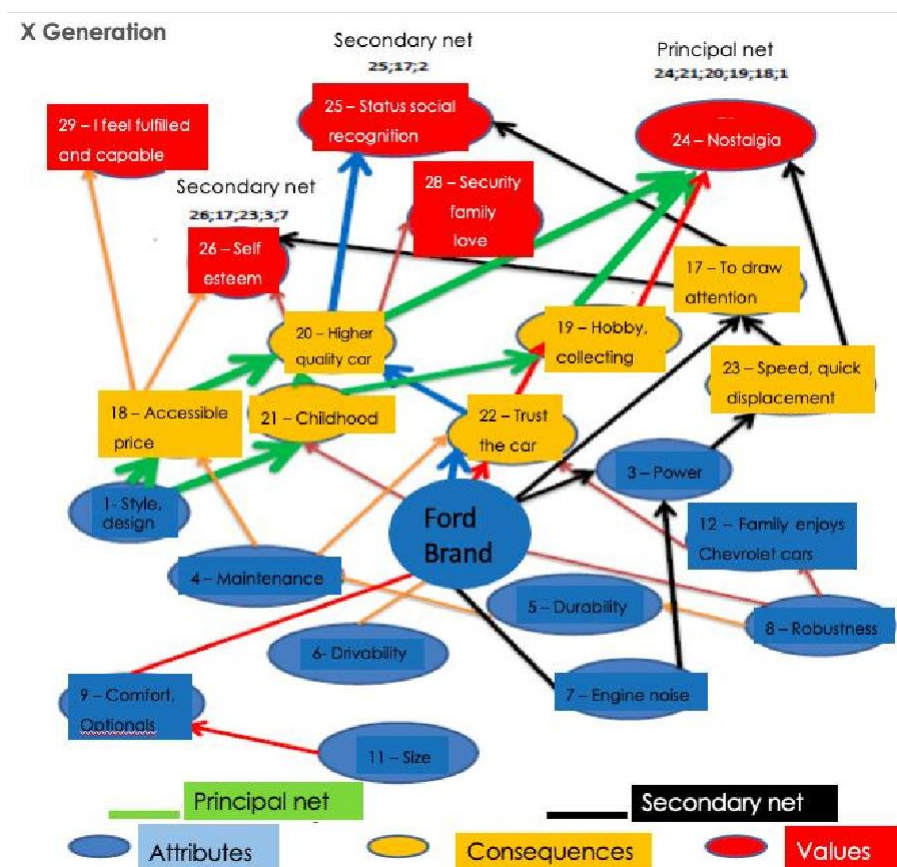 X Generation
Secondary net
25;17;2
Principal net
24;21;20;19;18;1
29 – I feel fulfilled
and capable
25 – Status social
recognition
24 – Nostalgia
Secondary net
26;17;23;3;7
28 – Security
family
love
26 – Self
esteem
17 – To draw
attention
20 – Higher
quality car
19 – Hobby,
collecting
23 – Speed, quick
displacement
18 – Accessible
price
21 – Childhood
22 – Trust
the car
3 – Power
1- Style,
design
Ford
Brand
12 – Family enjoys
Chevrolet cars
4 – Maintenance
5 – Durability
8 – Robustness
6- Drivability
9 – Comfort,
Optionals
7 – Engine noise
11 – Size
Principal net
Secondary net
Attributes
Consequences
Values